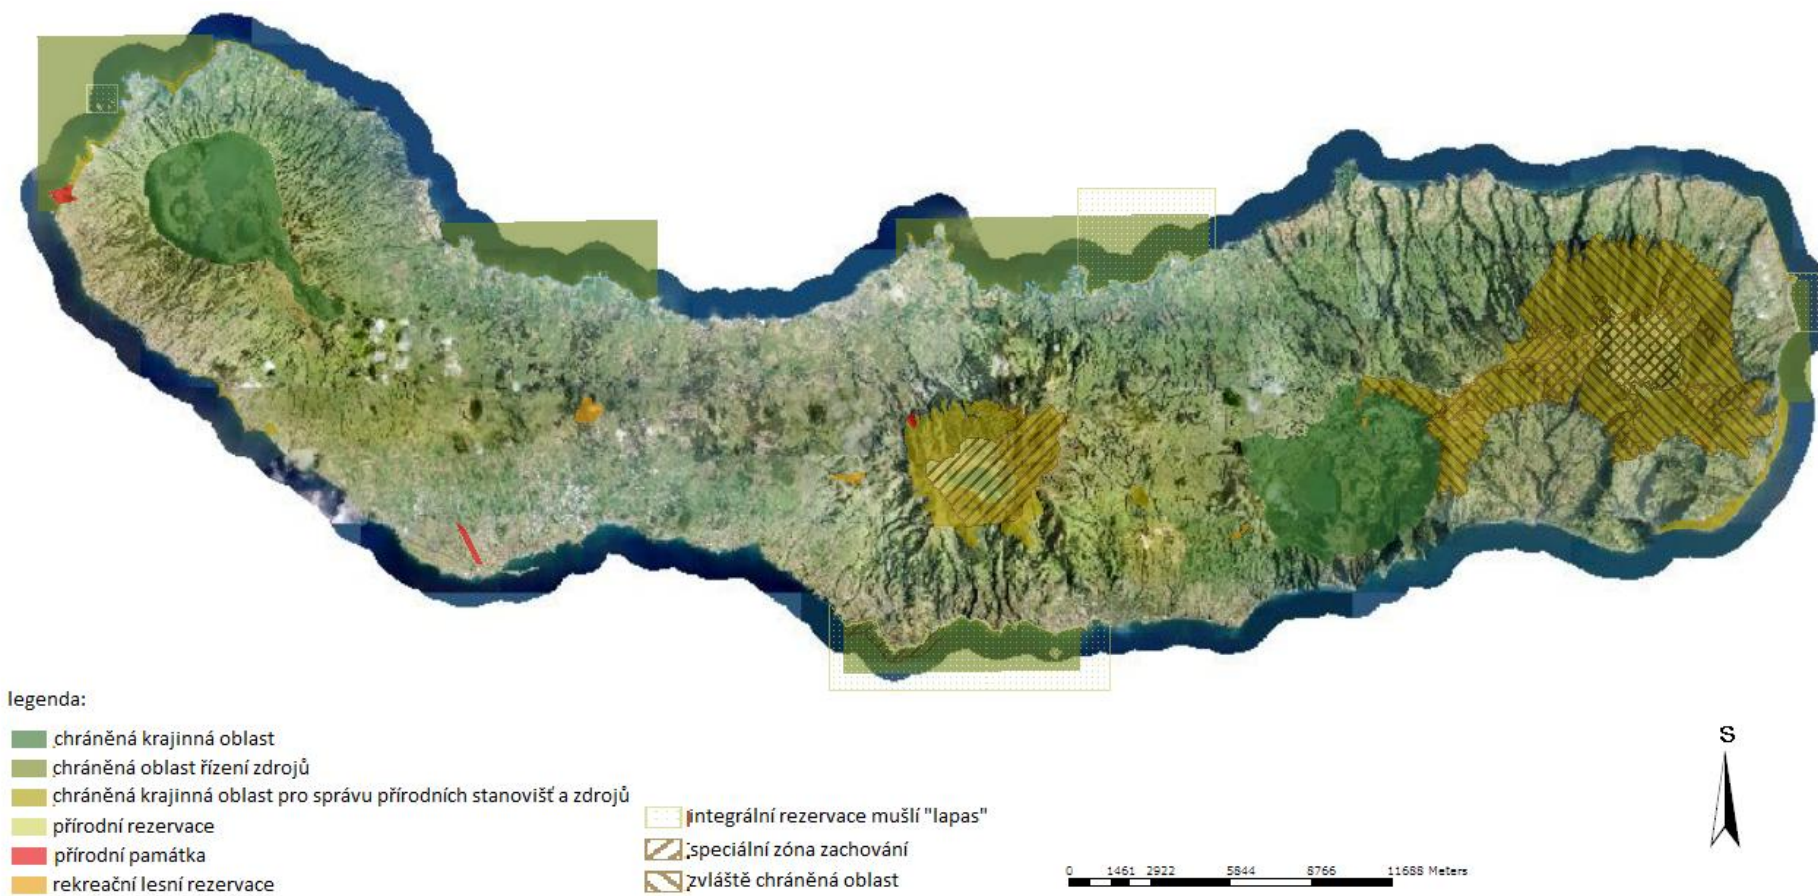 legenda:
chráněná krajinná oblast
chráněná oblast řízení zdrojů
chráněná krajinná oblast pro správu přírodních stanovišť a zdrojů
přírodní rezervace
přírodní památka
rekreační lesní rezervace
integrální rezervace mušlí "lapas"
speciální zóna zachování
zvláště chráněná oblast
S
0 1461 2922 5844 8766 11688 Meters